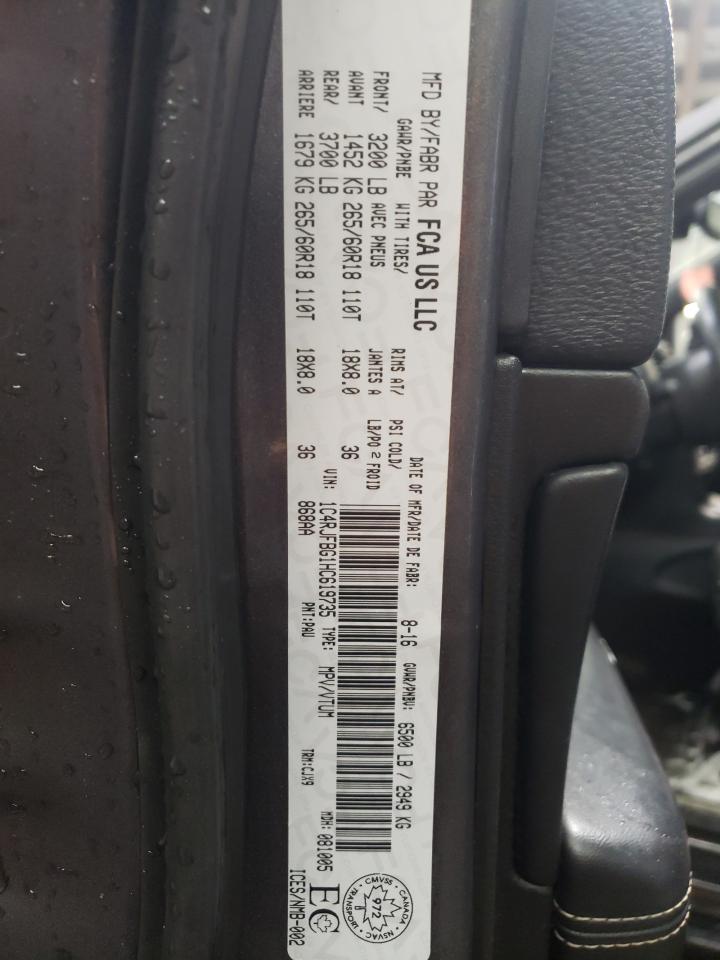 MFD BY/FABR PAR FCA US LLC
DATE OF MFR/DATE DE FABR: 8-16 GVWR/PNBV: 6500 LB / 2949 KG
GAWR/PNBE WITH TIRES/ RIMS AT/ PSI COLD/
FRONT/ 3200 LB AVEC PNEUS JANTES A LB/PO 2 FROID
AVANT 1452 KG 265/60R18 110T 18X8.0 36
REAR/ 3700 LB
ARRIERE 1679 KG 265/60R18 110T 18X8.0 36
VIN: 1C4RJFBG1HC619735 TYPE: MPV/VTUM MDH: 081005
868AA PNT:PAU TRM:CJX9 ICES/NMB-002
EC
CMVSS • CANADA • NSVAC • TRANSPORT •
972